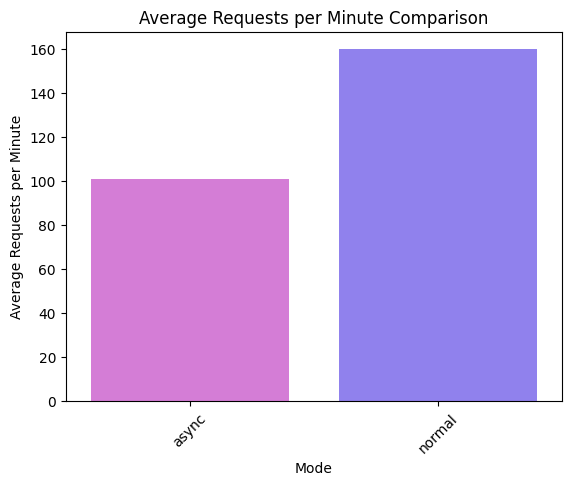 Average Requests per Minute Comparison
Average Requests per Minute
160
140
120
100
80
60
40
20
0
async
normal
Mode